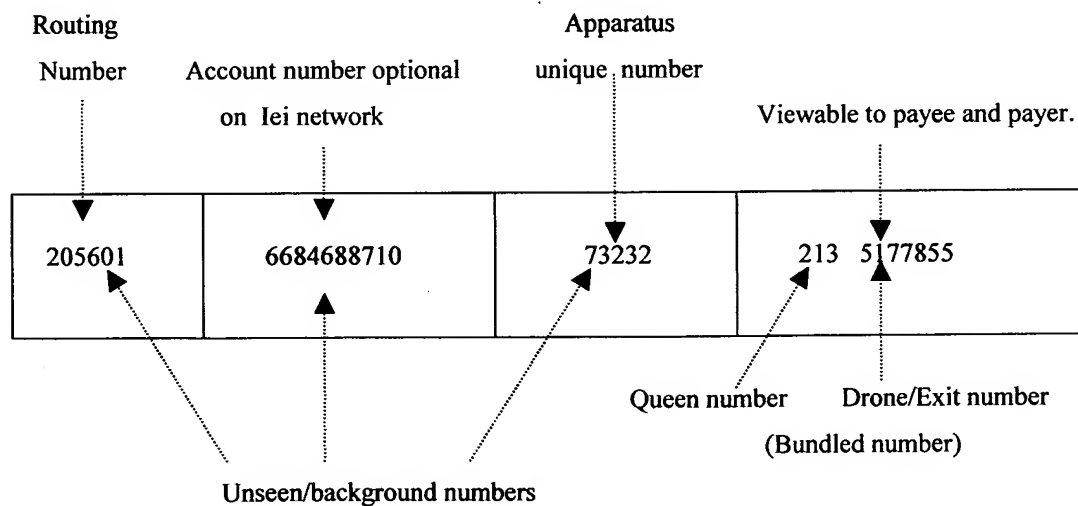 Routing
Number
Account number optional
on Iei network
Apparatus
unique number
Viewable to payee and payer.
205601
6684688710
73232
213 5177855
Queen number
Drone/Exit number
(Bundled number)
Unseen/background numbers